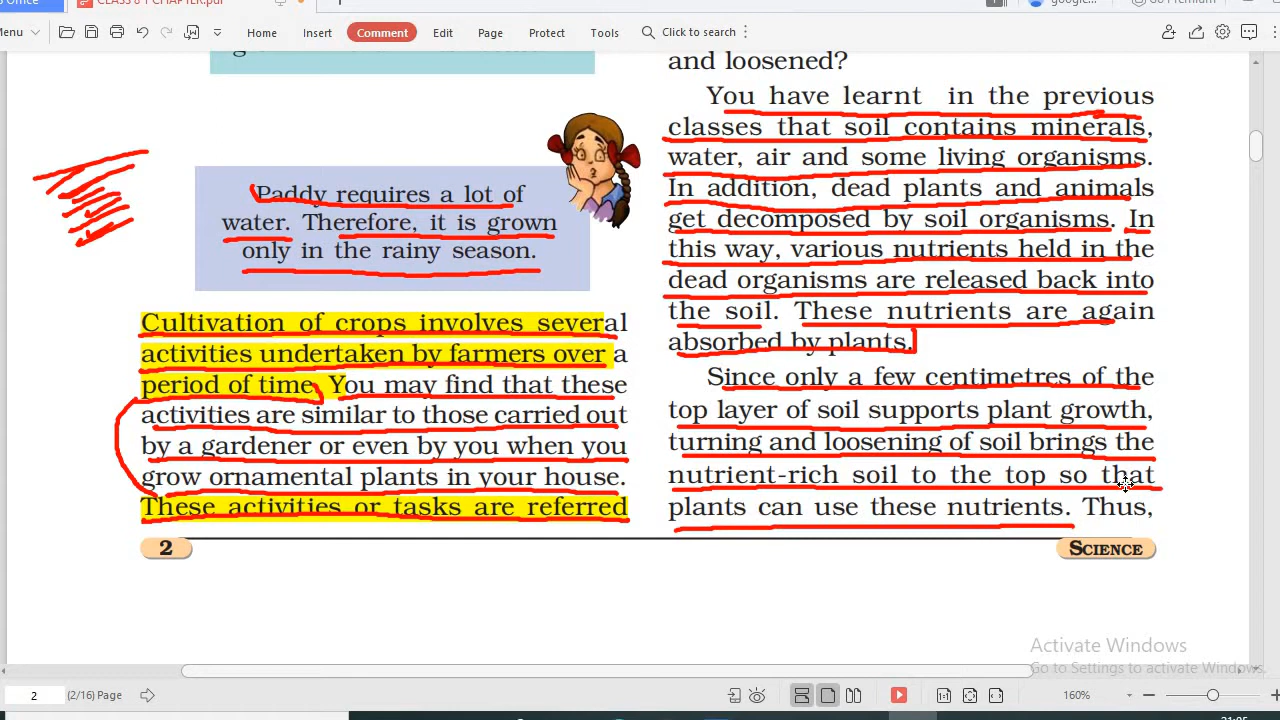 CLASS 8 1 CHAPTER.pdf
Menu
Home
Insert
Comment
Edit
Page
Protect
Tools
Click to search
Paddy requires a lot of
water. Therefore, it is grown
only in the rainy season.
Cultivation of crops involves several
activities undertaken by farmers over a
period of time. You may find that these
activities are similar to those carried out
by a gardener or even by you when you
grow ornamental plants in your house.
These activities or tasks are referred
and loosened?
You have learnt in the previous
classes that soil contains minerals,
water, air and some living organisms.
In addition, dead plants and animals
get decomposed by soil organisms. In
this way, various nutrients held in the
dead organisms are released back into
the soil. These nutrients are again
absorbed by plants.
Since only a few centimetres of the
top layer of soil supports plant growth,
turning and loosening of soil brings the
nutrient-rich soil to the top so that
plants can use these nutrients. Thus,
2
SCIENCE
Activate Windows
Go to Settings to activate Windows.
2
(2/16) Page
160%